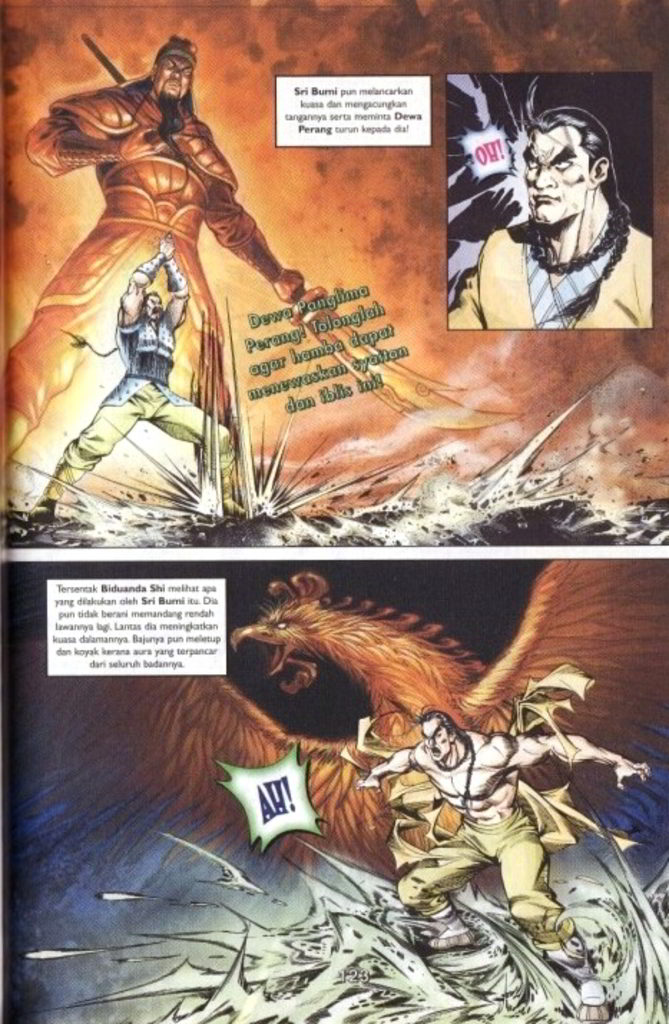 Sri Bumi pun melancarkan
kuasa dan mengacungkan
tangannya serta meminta Dewa
Perang turun kepada dia!
OH!
Dewa Panglima
Perang! Tolonglah
agar hamba dapat
menewaskan syaitan
dan iblis ini!
Tersentak Biduanda Shi melihat apa
yang dilakukan oleh Sri Bumi itu. Dia
pun tidak berani memandang rendah
lawannya lagi. Lantas dia meningkatkan
kuasa dalamannya. Bajunya pun meletup
dan koyak kerana aura yang terpancar
dari seluruh badannya.
AH!
123